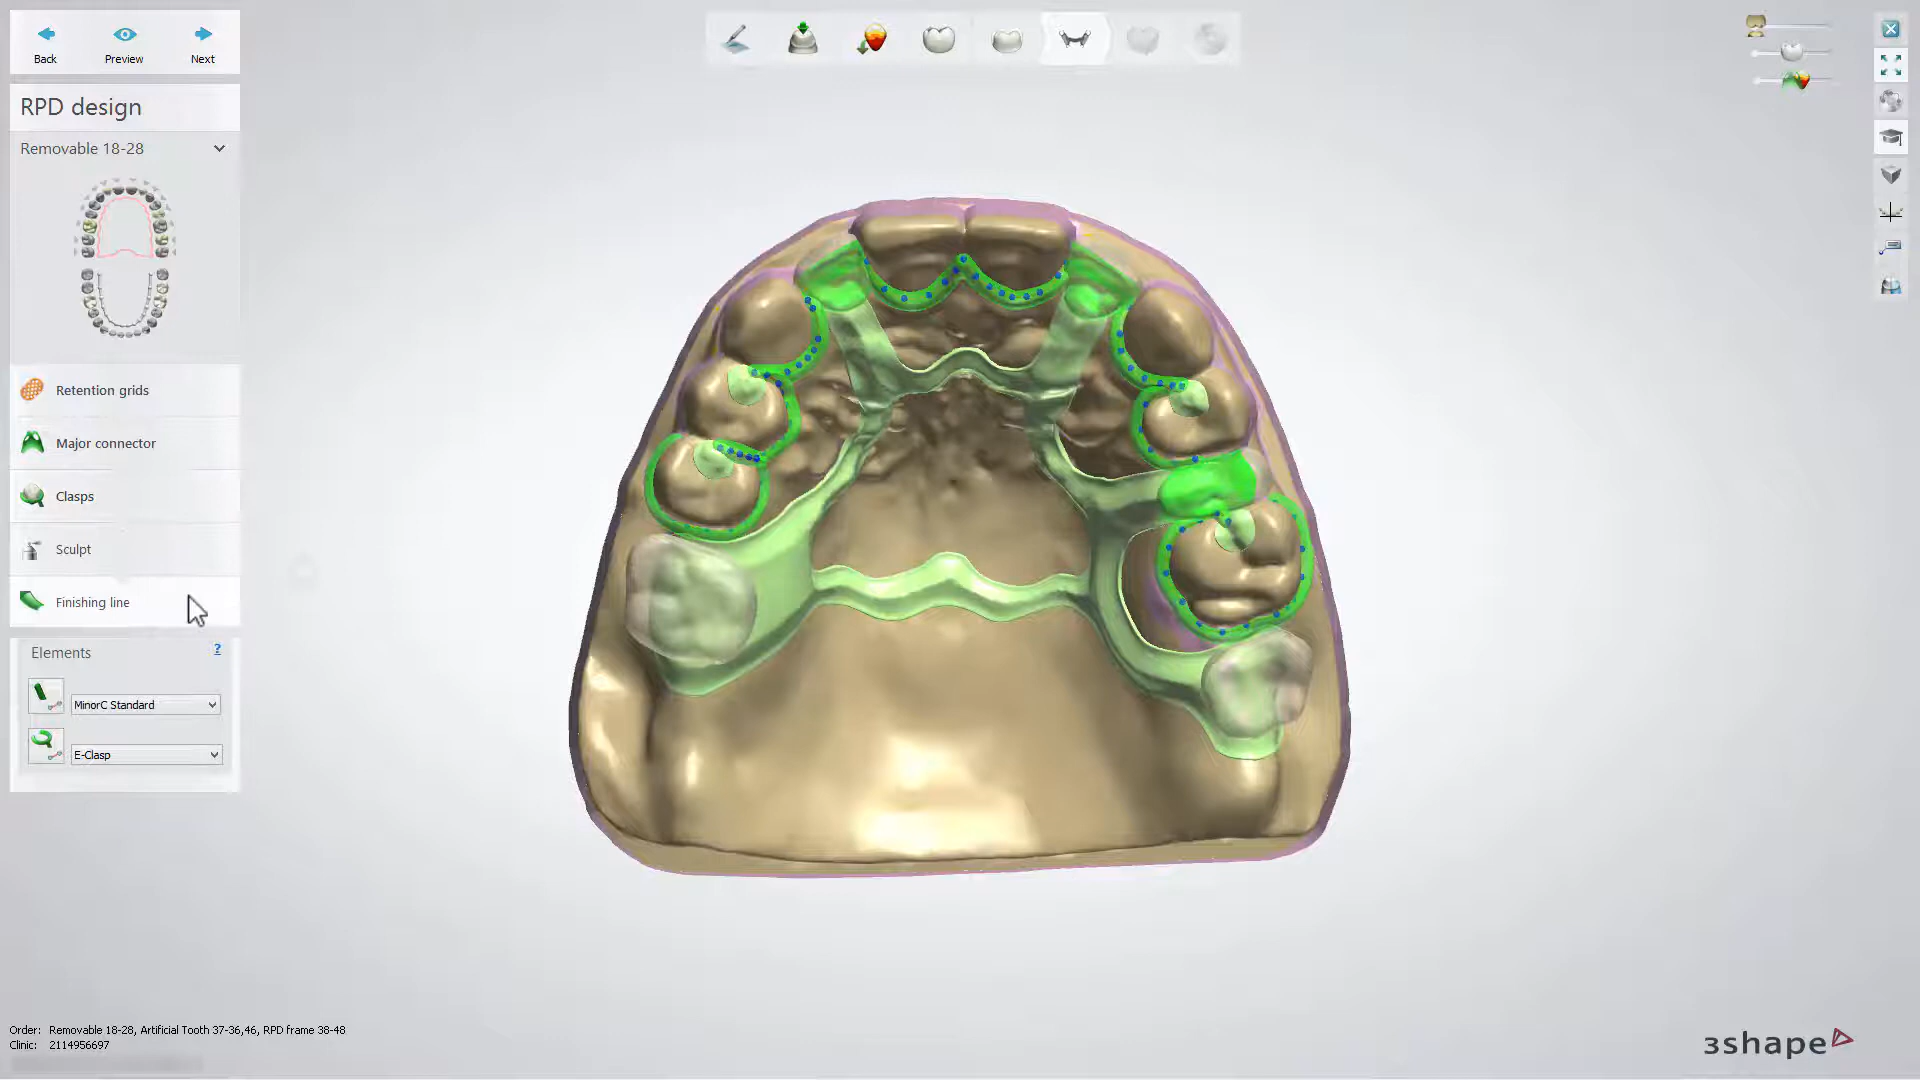 Back Preview Next
RPD design
Removable 18-28
Retention grids
Major connector
Clasps
Sculpt
Finishing line
Elements ?
MinorC Standard
E-Clasp
Order: Removable 18-28, Artificial Tooth 37-36,46, RPD frame 38-48
Clinic: 2114956697
3shape